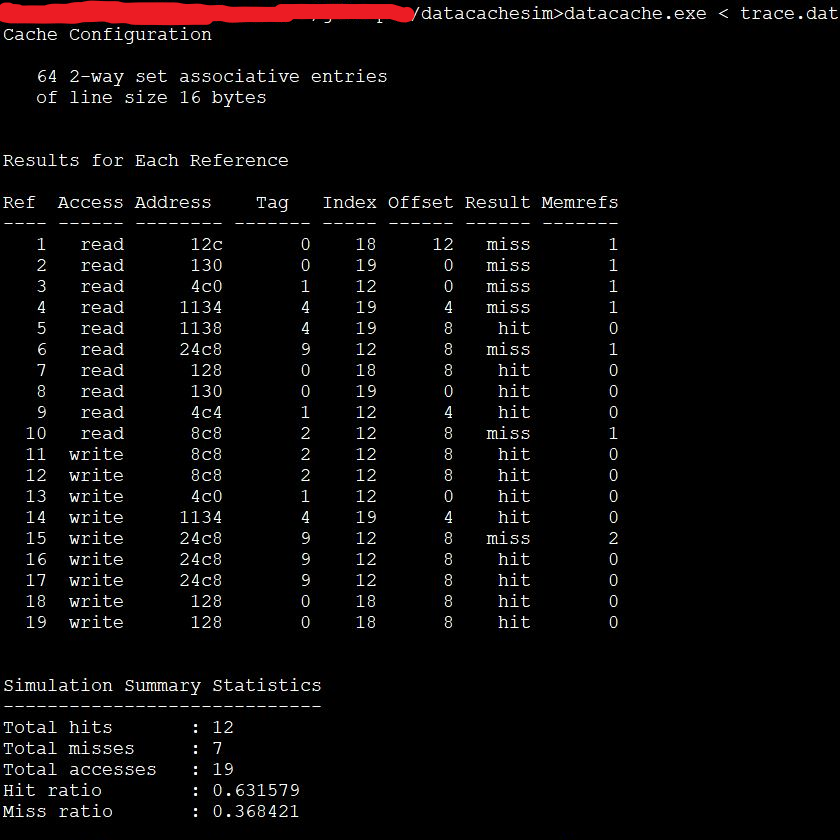 /datacachesim>datacache.exe < trace.dat
Cache Configuration
64 2-way set associative entries
of line size 16 bytes
Results for Each Reference
Ref Access Address Tag Index Offset Result Memrefs
---- ------ -------- ------- ----- ------ ------ -------
1 read 12c 0 18 12 miss 1
2 read 130 0 19 0 miss 1
3 read 4c0 1 12 0 miss 1
4 read 1134 4 19 4 miss 1
5 read 1138 4 19 8 hit 0
6 read 24c8 9 12 8 miss 1
7 read 128 0 18 8 hit 0
8 read 130 0 19 0 hit 0
9 read 4c4 1 12 4 hit 0
10 read 8c8 2 12 8 miss 1
11 write 8c8 2 12 8 hit 0
12 write 8c8 2 12 8 hit 0
13 write 4c0 1 12 0 hit 0
14 write 1134 4 19 4 hit 0
15 write 24c8 9 12 8 miss 2
16 write 24c8 9 12 8 hit 0
17 write 24c8 9 12 8 hit 0
18 write 128 0 18 8 hit 0
19 write 128 0 18 8 hit 0
Simulation Summary Statistics
-----------------------------
Total hits : 12
Total misses : 7
Total accesses : 19
Hit ratio : 0.631579
Miss ratio : 0.368421